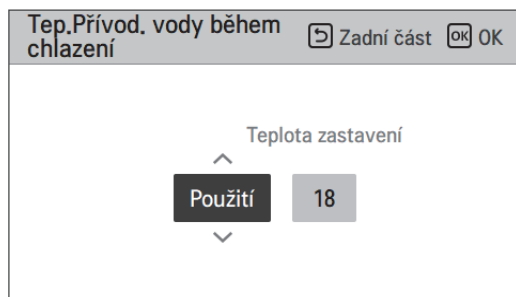 Tep.Přívod. vody během
chlazení
Zadní část OK OK
Teplota zastavení
Použití 18